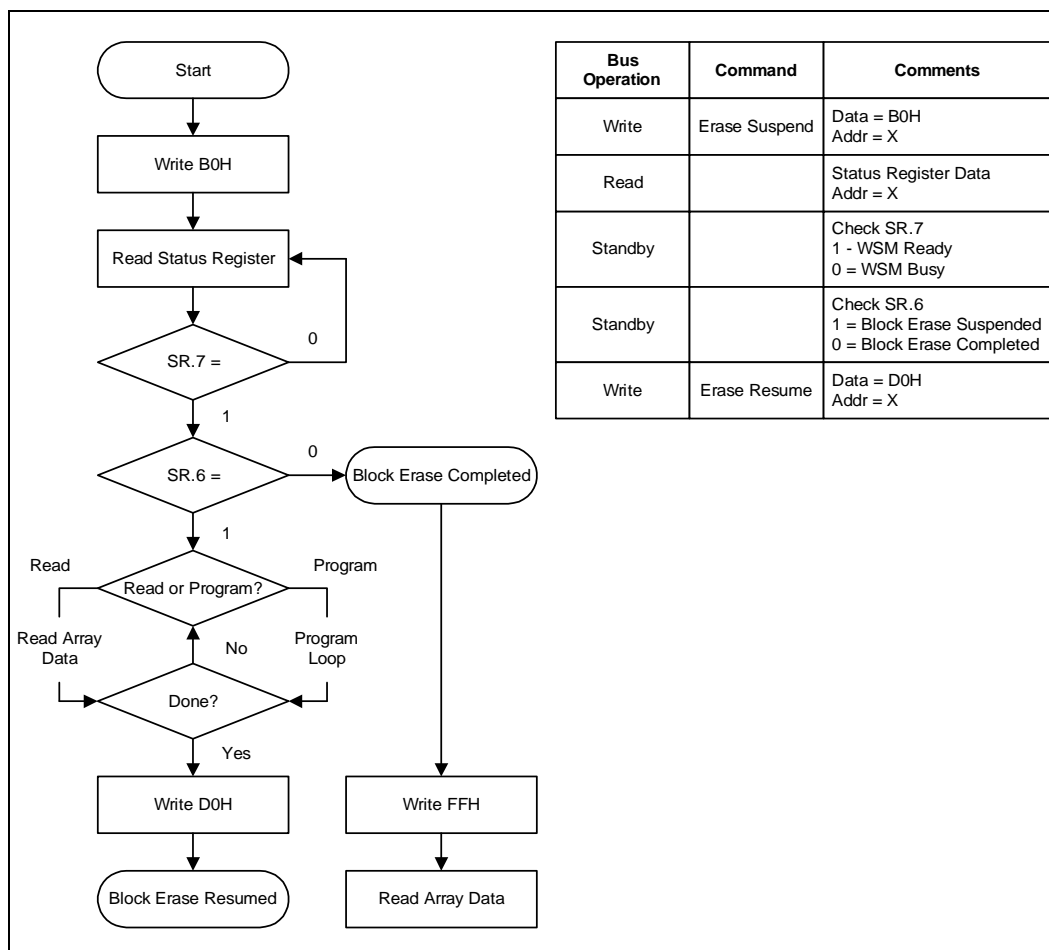 Start
Write B0H
Read Status Register
0
SR.7 =
1
0
SR.6 =
Block Erase Completed
1
Read
Program
Read or Program?
Read Array
Data
No
Program
Loop
Done?
Yes
Write D0H
Write FFH
Block Erase Resumed
Read Array Data
Bus
Operation
Command
Comments
Write
Erase Suspend
Data = B0H
Addr = X
Read
Status Register Data
Addr = X
Standby
Check SR.7
1 - WSM Ready
0 = WSM Busy
Standby
Check SR.6
1 = Block Erase Suspended
0 = Block Erase Completed
Write
Erase Resume
Data = D0H
Addr = X